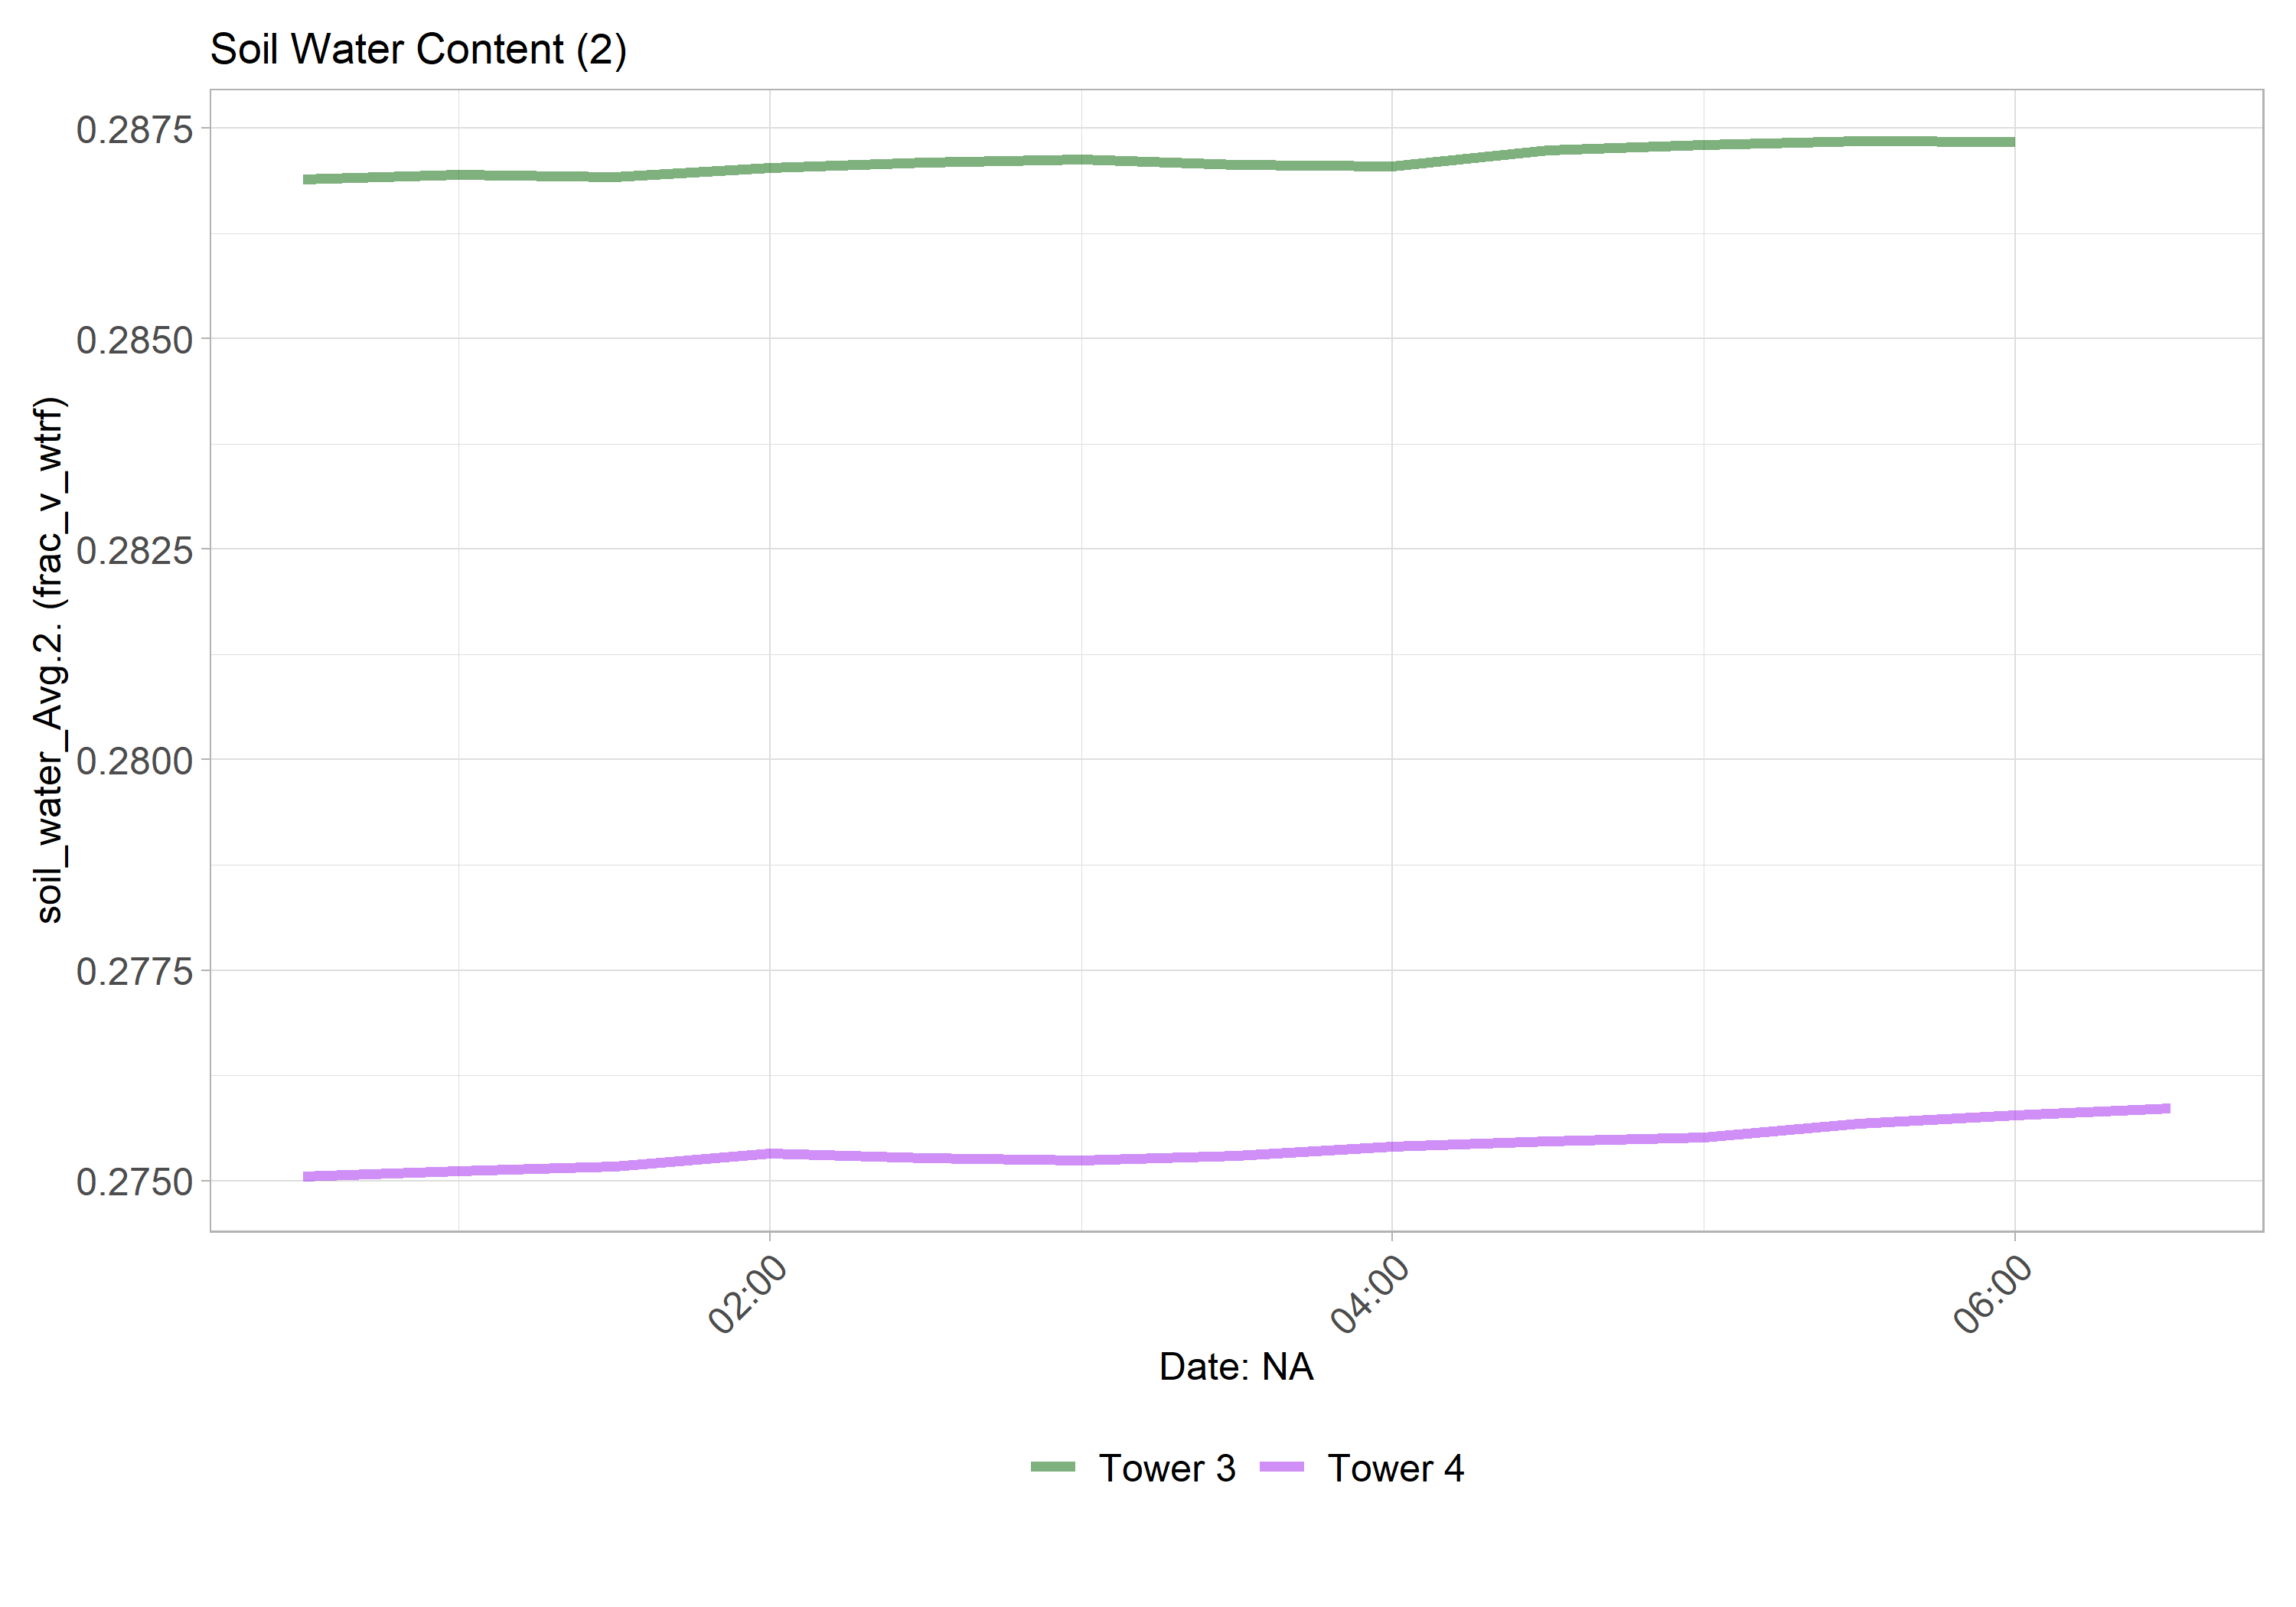 Soil Water Content (2)
soil_water_Avg.2. (frac_v_wtrf)
0.2875
0.2850
0.2825
0.2800
0.2775
0.2750
02:00
04:00
06:00
Date: NA
Tower 3 Tower 4